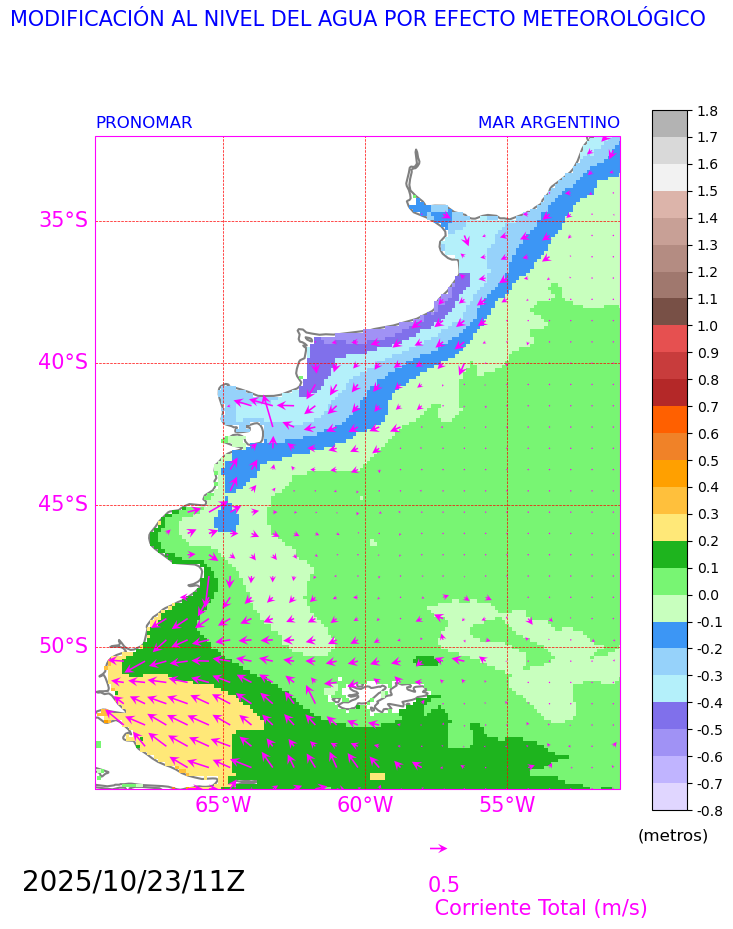 MODIFICACIÓN AL NIVEL DEL AGUA POR EFECTO METEOROLÓGICO
PRONOMAR MAR ARGENTINO
35°S
40°S
45°S
50°S
65°W 60°W 55°W
1.8
1.7
1.6
1.5
1.4
1.3
1.2
1.1
1.0
0.9
0.8
0.7
0.6
0.5
0.4
0.3
0.2
0.1
0.0
-0.1
-0.2
-0.3
-0.4
-0.5
-0.6
-0.7
-0.8
(metros)
2025/10/23/11Z
0.5
Corriente Total (m/s)